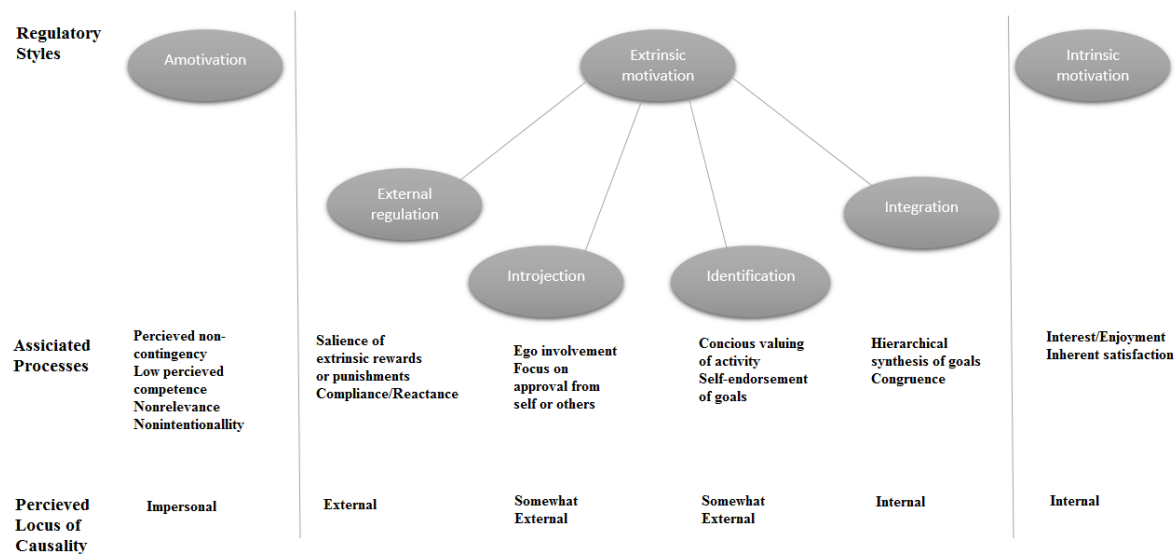 Regulatory
Styles
Amotivation
Extrinsic
motivation
Intrinsic
motivation
External
regulation
Integration
Introjection
Identification
Assiciated
Processes
Percieved non-
contingency
Low percieved
competence
Nonrelevance
Nonintentionallity
Salience of
extrinsic rewards
or punishments
Compliance/Reactance
Ego involvement
Focus on
approval from
self or others
Concious valuing
of activity
Self-endorsement
of goals
Hierarchical
synthesis of goals
Congruence
Interest/Enjoyment
Inherent satisfaction
Percieved
Locus of
Causality
Impersonal
External
Somewhat
External
Somewhat
External
Internal
Internal